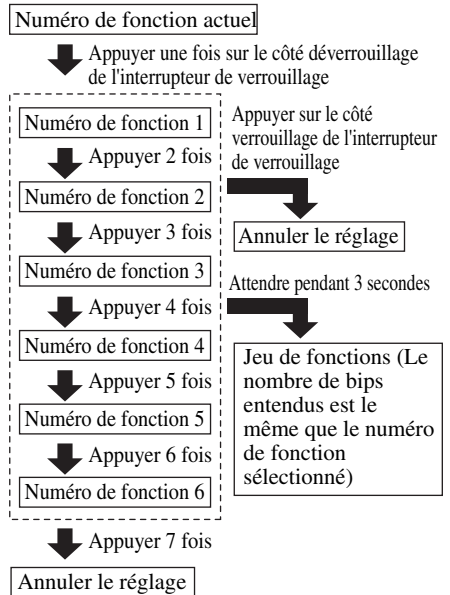 Numéro de fonction actuel
Appuyer une fois sur le côté déverrouillage
de l'interrupteur de verrouillage
Numéro de fonction 1
Appuyer 2 fois
Numéro de fonction 2
Appuyer 3 fois
Numéro de fonction 3
Appuyer 4 fois
Numéro de fonction 4
Appuyer 5 fois
Numéro de fonction 5
Appuyer 6 fois
Numéro de fonction 6
Appuyer 7 fois
Annuler le réglage
Appuyer sur le côté
verrouillage de l'interrupteur
de verrouillage
Annuler le réglage
Attendre pendant 3 secondes
Jeu de fonctions (Le
nombre de bips
entendus est le
même que le numéro
de fonction
sélectionné)